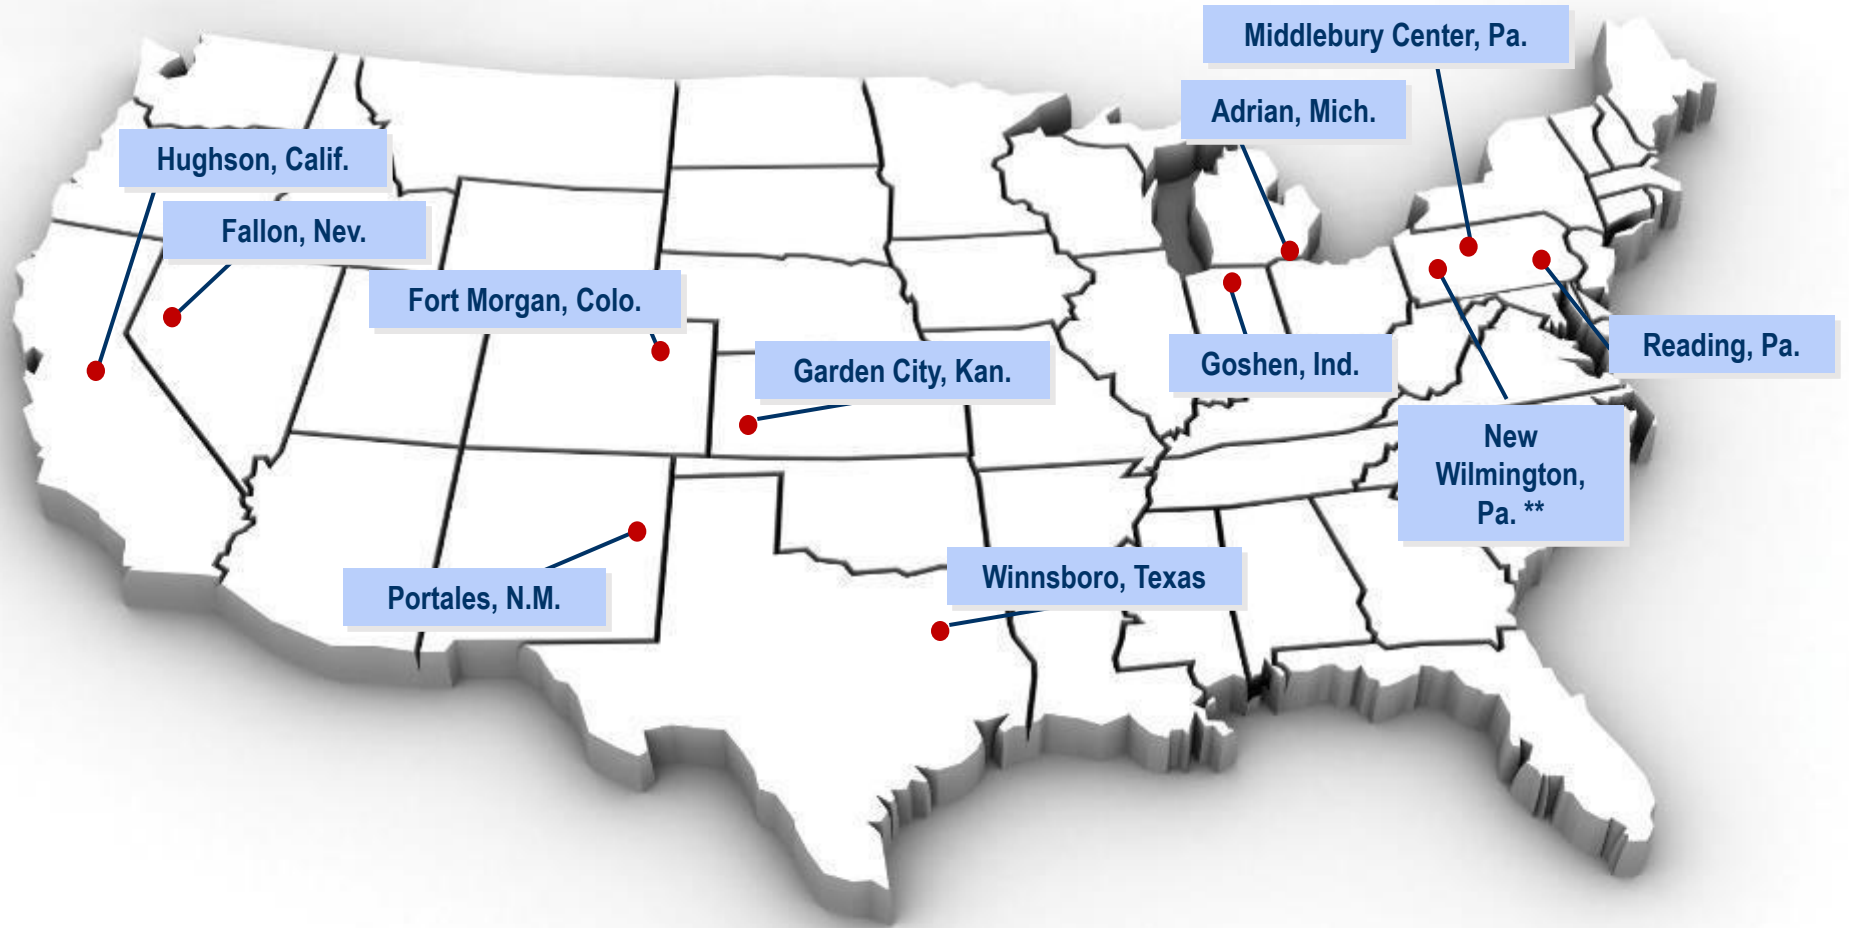 Middlebury Center, Pa.
Adrian, Mich.
Hughson, Calif.
Fallon, Nev.
Fort Morgan, Colo.
Garden City, Kan.
Goshen, Ind.
Reading, Pa.
New
Wilmington,
Pa. **
Portales, N.M.
Winnsboro, Texas